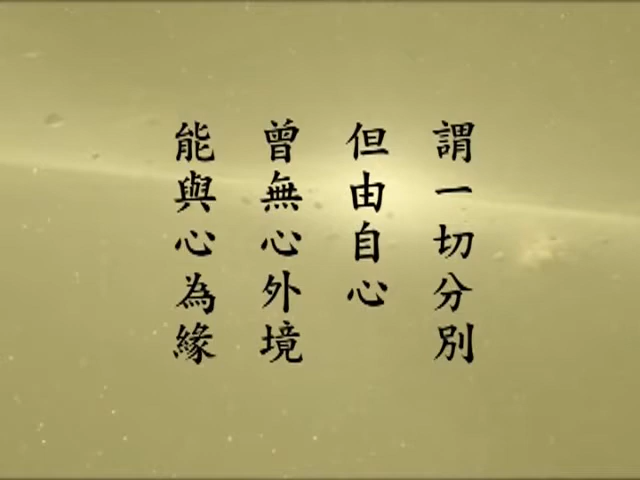 謂一切分別
但由自心
曾無心外境
能與心為緣